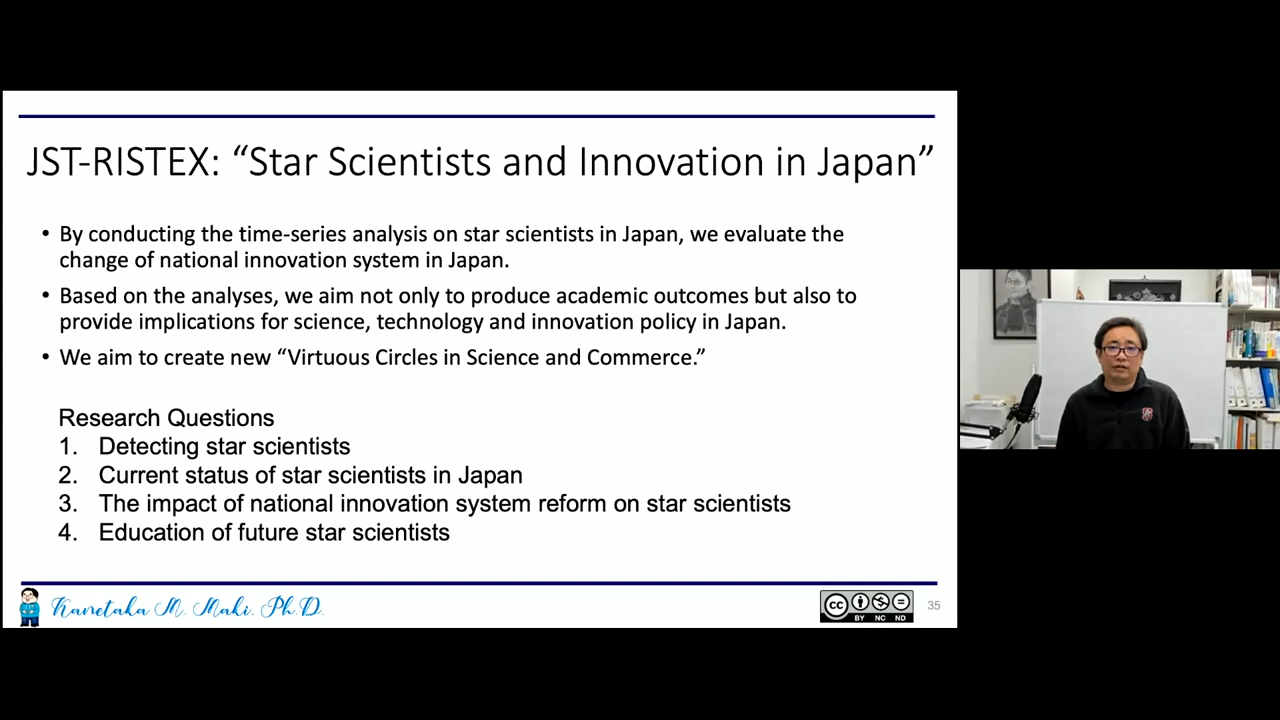 JST-RISTEX: “Star Scientists and Innovation in Japan”
• By conducting the time-series analysis on star scientists in Japan, we evaluate the
change of national innovation system in Japan.
• Based on the analyses, we aim not only to produce academic outcomes but also to
provide implications for science, technology and innovation policy in Japan.
• We aim to create new “Virtuous Circles in Science and Commerce.”
Research Questions
1. Detecting star scientists
2. Current status of star scientists in Japan
3. The impact of national innovation system reform on star scientists
4. Education of future star scientists
Kanetaka M. Maki, Ph.D.
cc BY NC ND
35